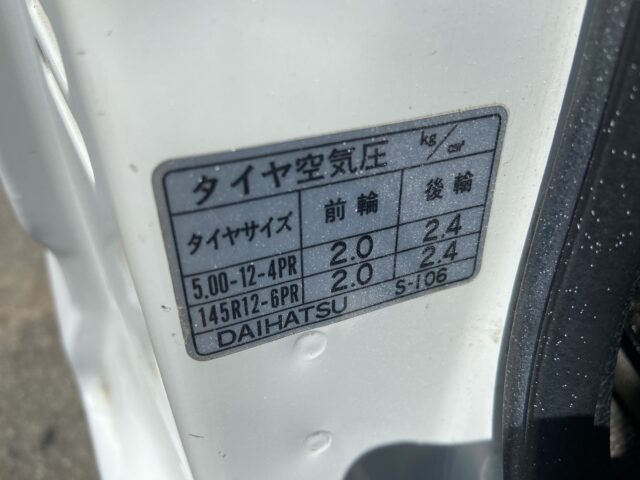 タイヤ空気圧 kg/cm²
タイヤサイズ 前輪 後輪
5.00-12-4PR 2.0 2.4
145R12-6PR 2.0 2.4
DAIHATSU S-106